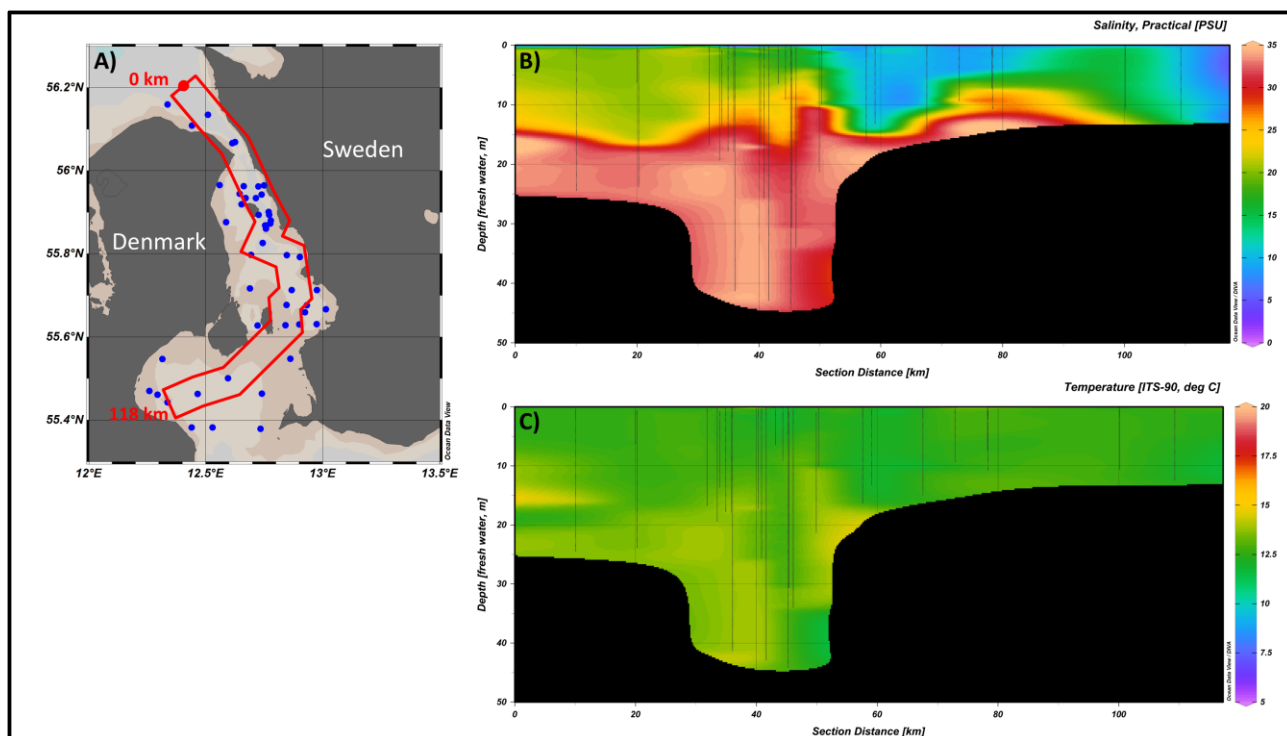 A)
0 km
Sweden
Denmark
118 km
56.2°N
56°N
55.8°N
55.6°N
55.4°N
12°E
12.5°E
13°E
13.5°E
Ocean Data View
Salinity, Practical [PSU]
B)
Depth [fresh water, m]
0
10
20
30
40
50
0
20
40
60
80
100
Section Distance [km]
35
30
25
20
15
10
5
0
Ocean Data View / DIVA
Temperature [ITS-90, deg C]
C)
Depth [fresh water, m]
0
10
20
30
40
50
0
20
40
60
80
100
Section Distance [km]
20
17.5
15
12.5
10
7.5
5
Ocean Data View / DIVA